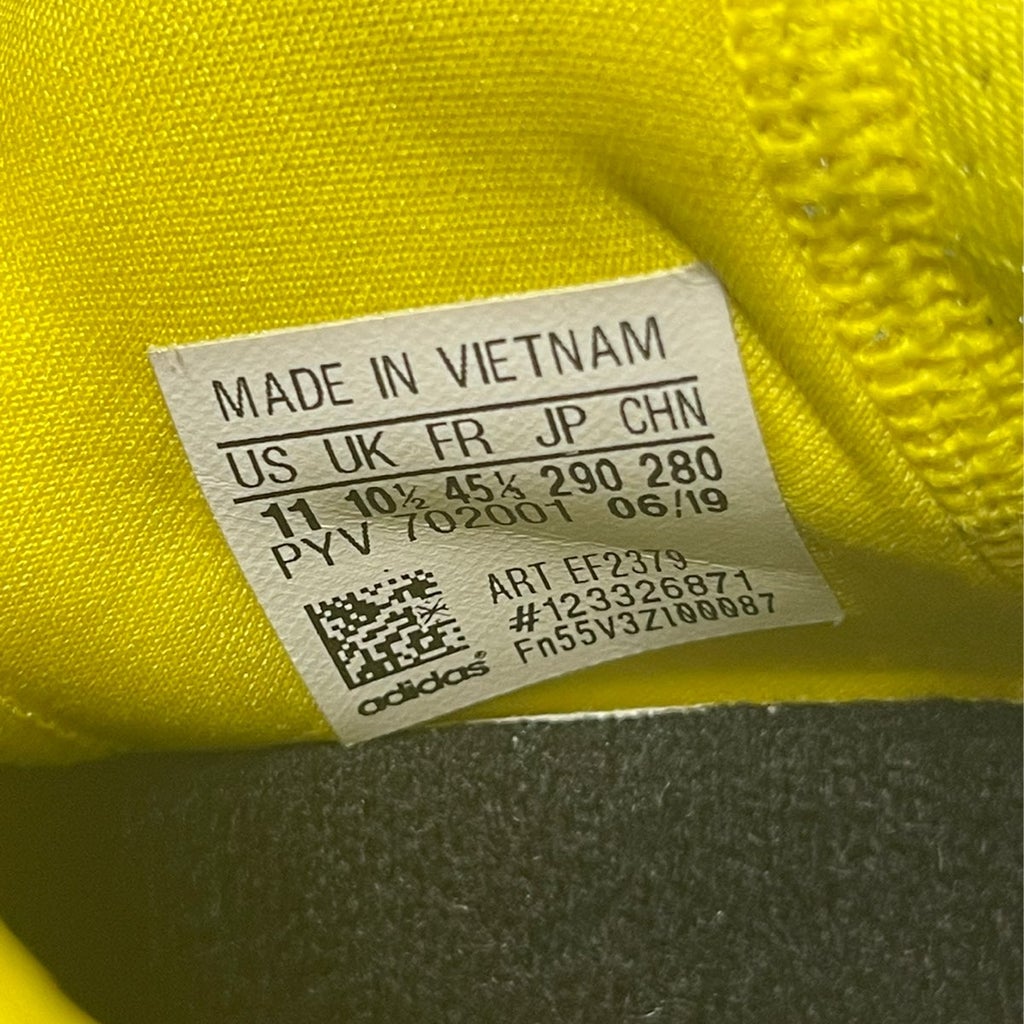 MADE IN VIETNAM
US UK FR JP CHN
11 10½ 45⅓ 290 280
PYV 702001 06/19
ART EF2379
#123326871
Fn55V3ZI00087
adidas®